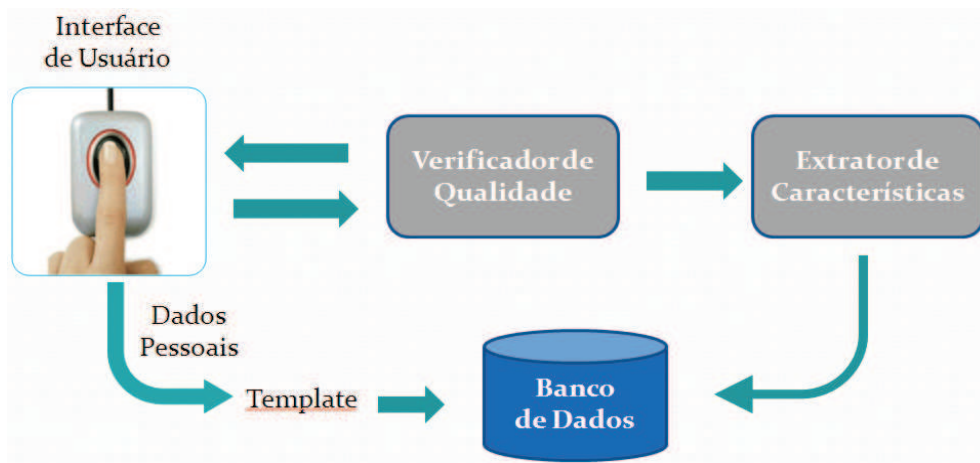 Interface
de Usuário
Verificador de
Qualidade
Extrator de
Características
Dados
Pessoais
Template
Banco
de Dados